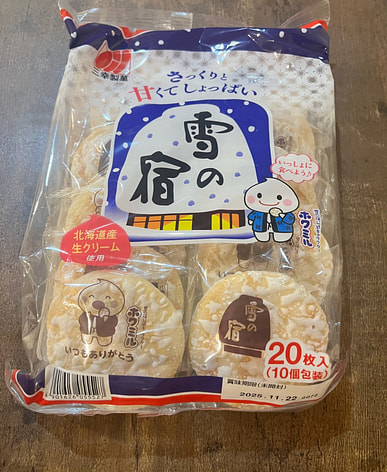 三幸製菓
さっくりと
甘くてしょっぱい
雪の宿
いっしょに
食べよう♪
ホワミル
北海道産
生クリーム
使用
ホワミル
いつもありがとう
雪の宿
20枚入
(10個包装)
賞味期限(未開封)
2025.11.22
4901626055527